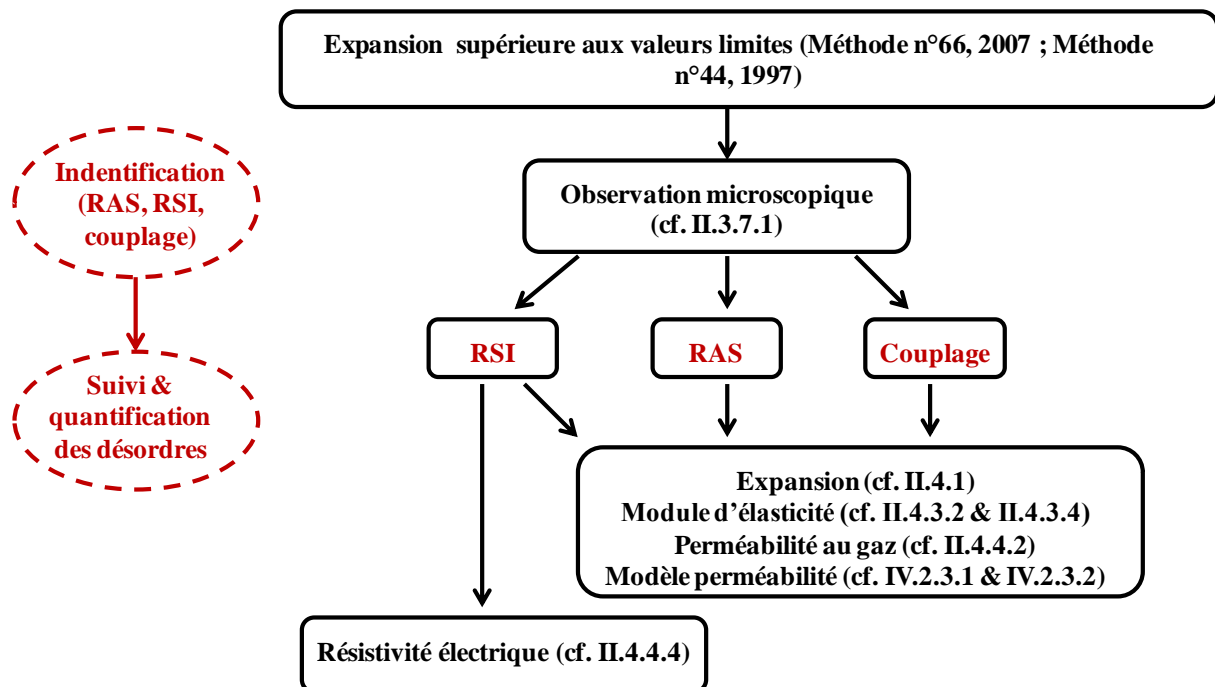 Expansion supérieure aux valeurs limites (Méthode n°66, 2007 ; Méthode
n°44, 1997)
Indentification
(RAS, RSI,
couplage)
Observation microscopique
(cf. II.3.7.1)
RSI
RAS
Couplage
Suivi &
quantification
des désordres
Expansion (cf. II.4.1)
Module d'élasticité (cf. II.4.3.2 & II.4.3.4)
Perméabilité au gaz (cf. II.4.4.2)
Modèle perméabilité (cf. IV.2.3.1 & IV.2.3.2)
Résistivité électrique (cf. II.4.4.4)